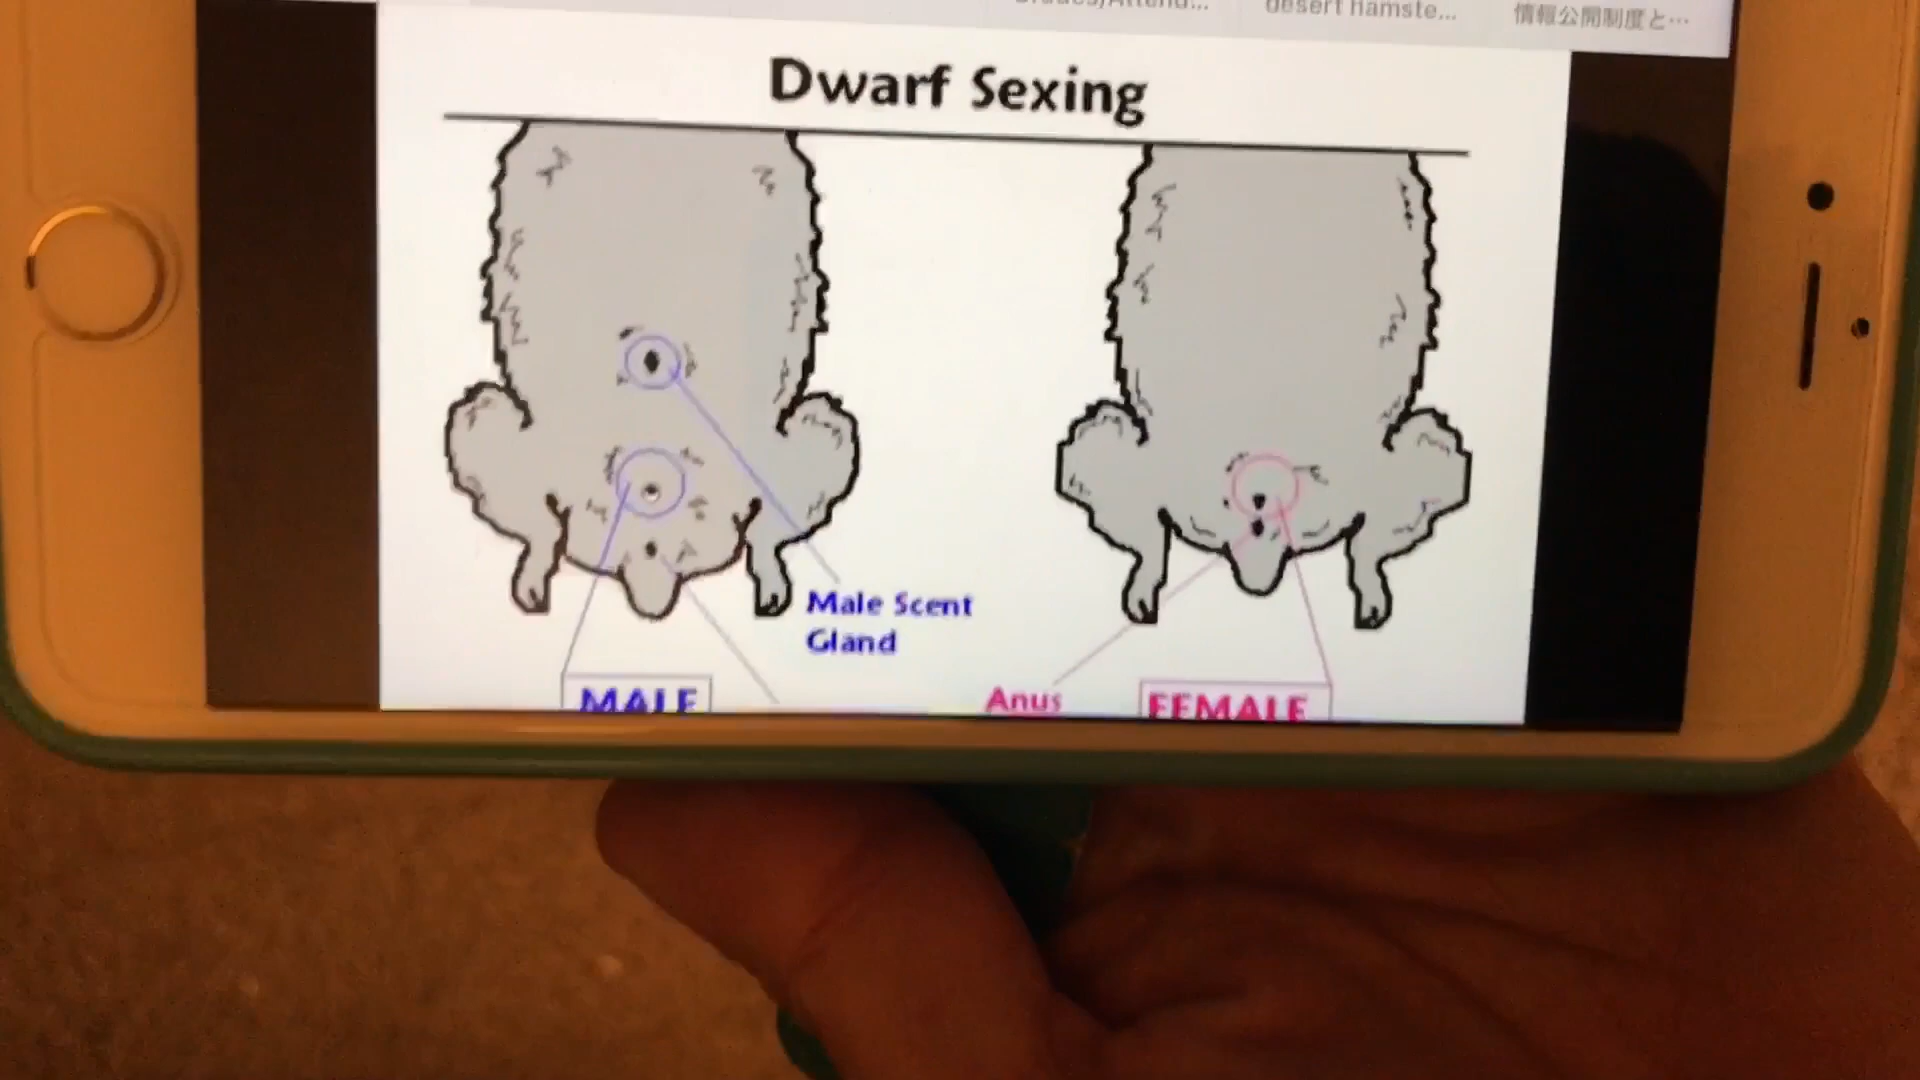 desert hamste...
情報公開制度と…
Dwarf Sexing
Male Scent
Gland
MALE
Anus
FEMALE